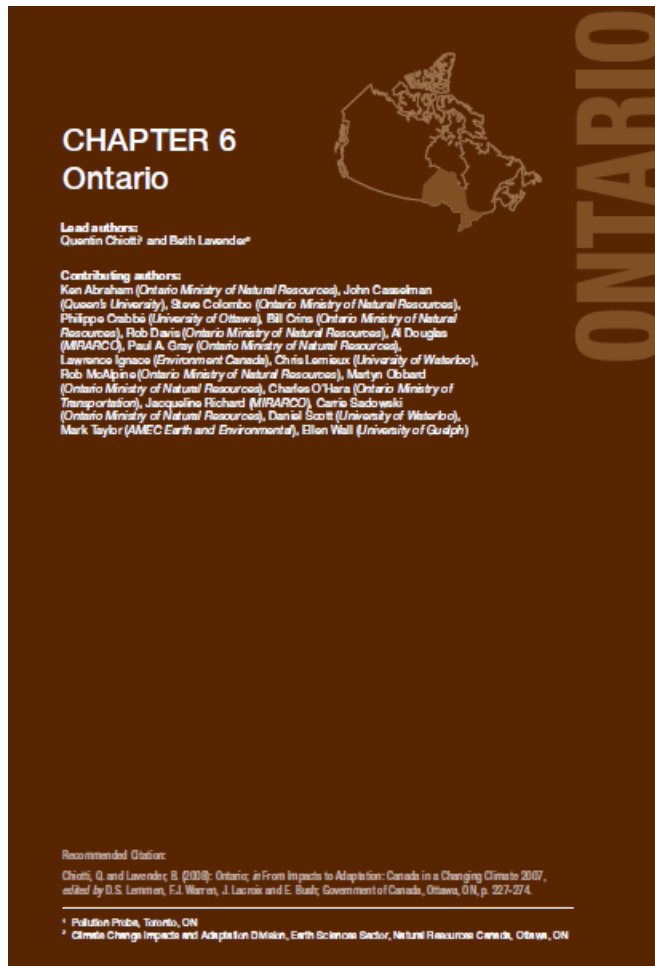 ONTARIO
CHAPTER 6
Ontario
Lead authors:
Quentin Chiotti¹ and Beth Lavender²
Contributing authors:
Ken Abraham (Ontario Ministry of Natural Resources), John Casselman
(Queen's University), Steve Colombo (Ontario Ministry of Natural Resources),
Philippe Crabbé (University of Ottawa), Bill Crins (Ontario Ministry of Natural
Resources), Rob Davis (Ontario Ministry of Natural Resources), Al Douglas
(MIRARCO), Paul A. Gray (Ontario Ministry of Natural Resources),
Lawrence Ignace (Environment Canada), Chris Lemieux (University of Waterloo),
Rob McAlpine (Ontario Ministry of Natural Resources), Martyn Obbard
(Ontario Ministry of Natural Resources), Charles O'Hara (Ontario Ministry of
Transportation), Jacqueline Richard (MIRARCO), Carrie Sadowski
(Ontario Ministry of Natural Resources), Daniel Scott (University of Waterloo),
Mark Taylor (AMEC Earth and Environmental), Ellen Wall (University of Guelph)
Recommended Citation:
Chiotti, Q. and Lavender, B. (2008): Ontario; in From Impacts to Adaptation: Canada in a Changing Climate 2007,
edited by D.S. Lemmen, F.J. Warren, J. Lacroix and E. Bush; Government of Canada, Ottawa, ON, p. 227-274.
¹ Pollution Probe, Toronto, ON
² Climate Change Impacts and Adaptation Division, Earth Sciences Sector, Natural Resources Canada, Ottawa, ON